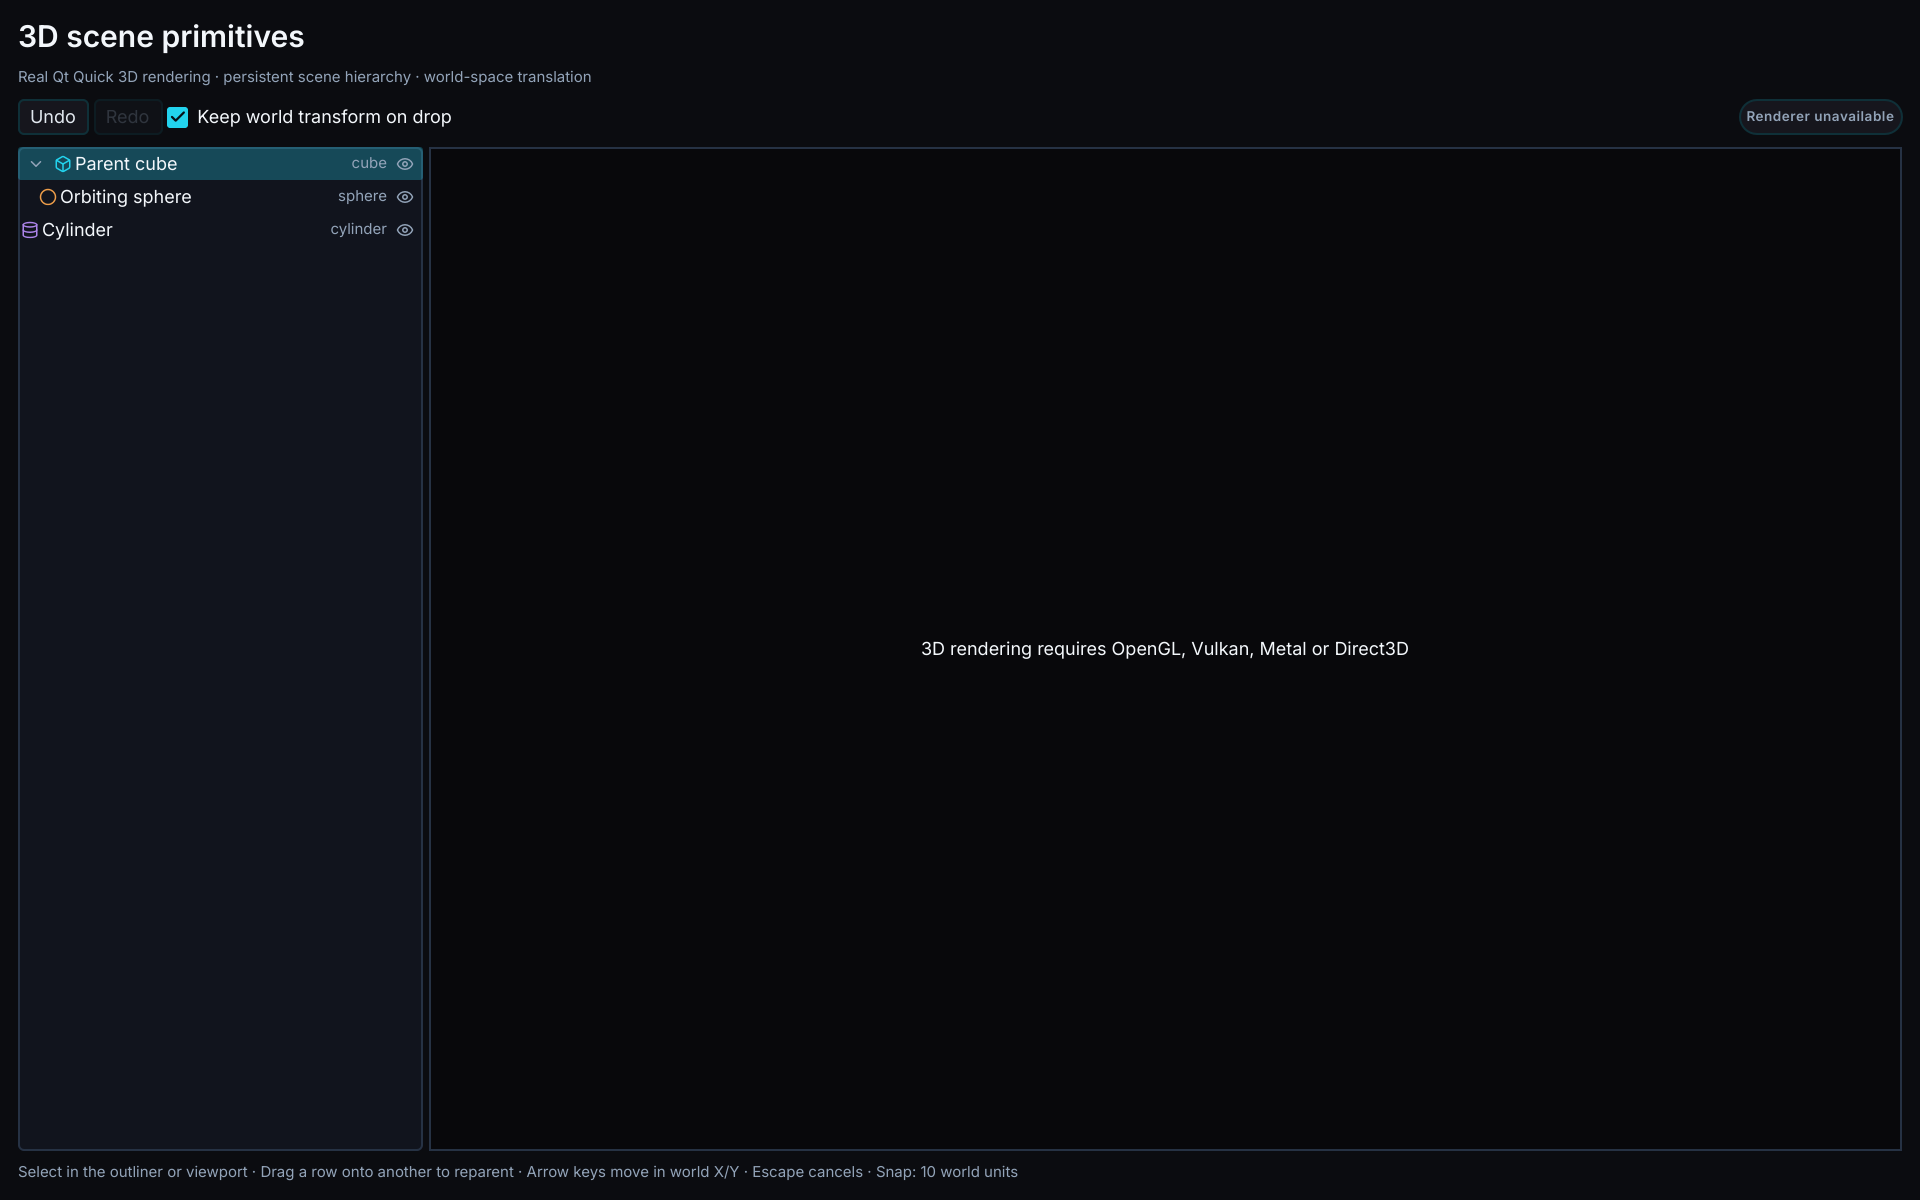 3D scene primitives
Real Qt Quick 3D rendering · persistent scene hierarchy · world-space translation
Undo
Redo
Keep world transform on drop
Renderer unavailable
Parent cube
cube
Orbiting sphere
sphere
Cylinder
cylinder
3D rendering requires OpenGL, Vulkan, Metal or Direct3D
Select in the outliner or viewport · Drag a row onto another to reparent · Arrow keys move in world X/Y · Escape cancels · Snap: 10 world units